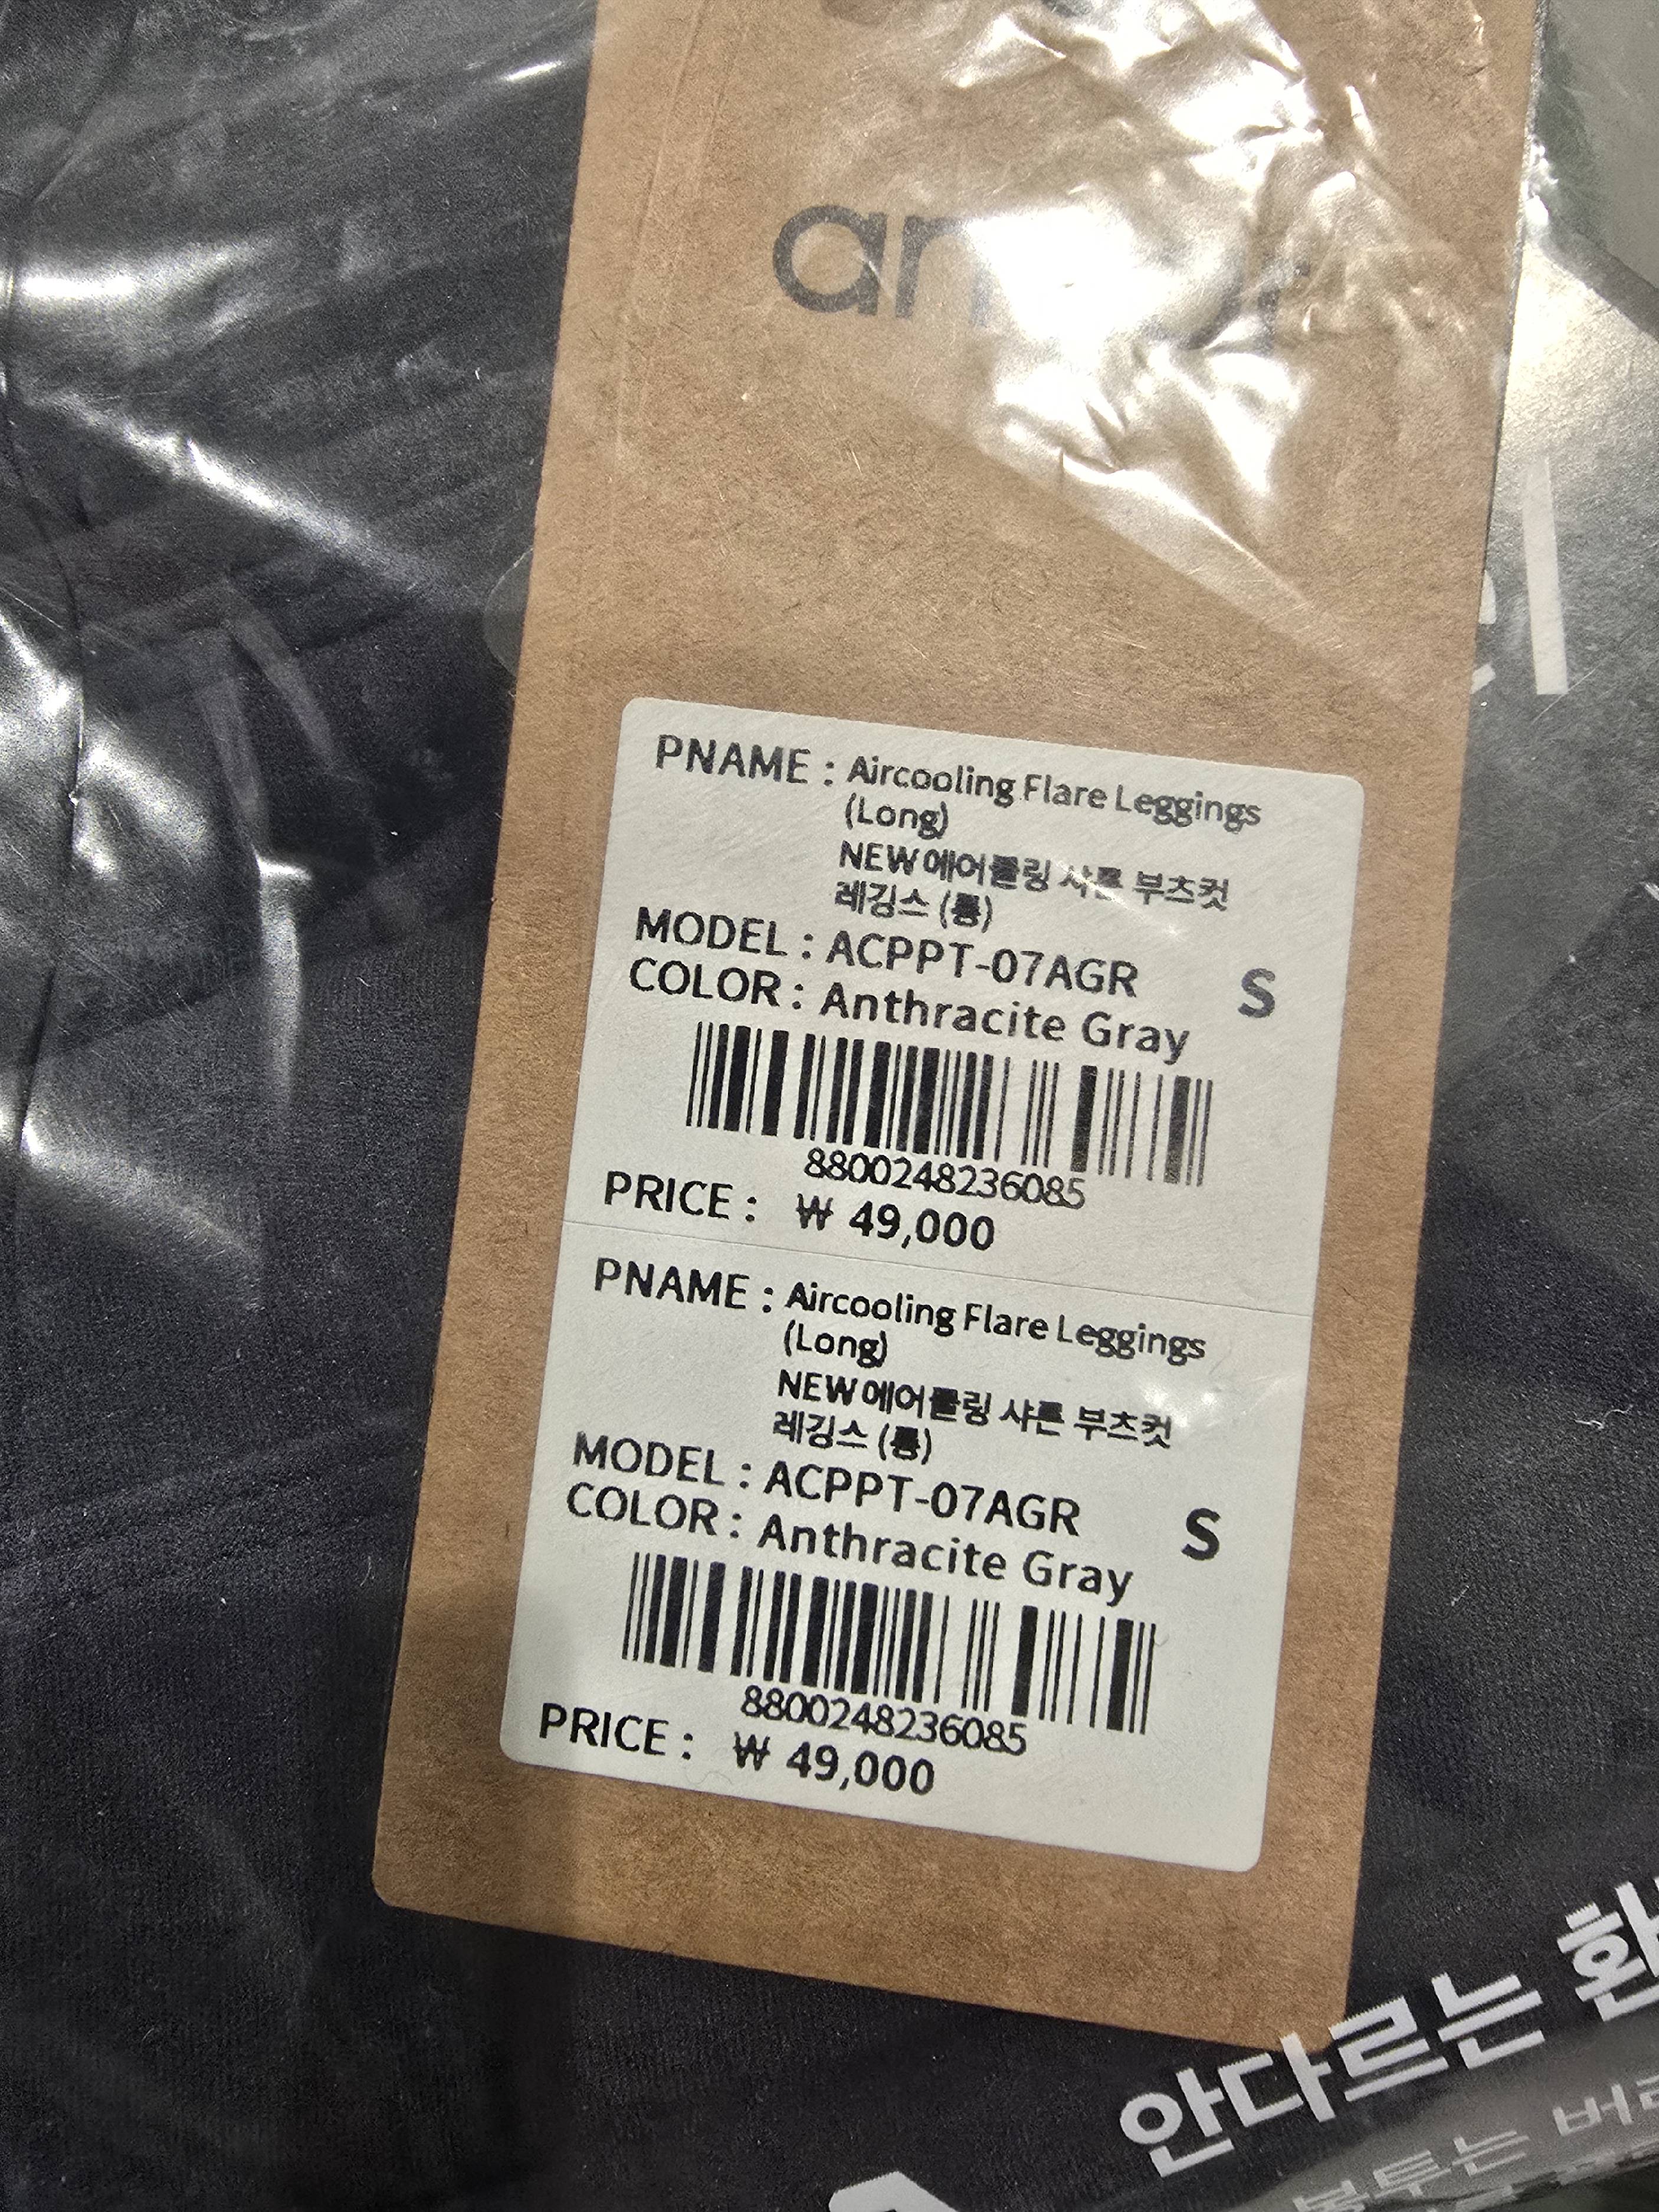 PNAME : Aircooling Flare Leggings
(Long)
NEW 에어쿨링 샤론 부츠컷
레깅스 (롱)
MODEL : ACPPT-07AGR
S
COLOR : Anthracite Gray
8800248236085
PRICE : ₩ 49,000
PNAME : Aircooling Flare Leggings
(Long)
NEW 에어쿨링 샤론 부츠컷
레깅스 (롱)
MODEL : ACPPT-07AGR
S
COLOR : Anthracite Gray
8800248236085
PRICE : ₩ 49,000
안다르는
봉투는